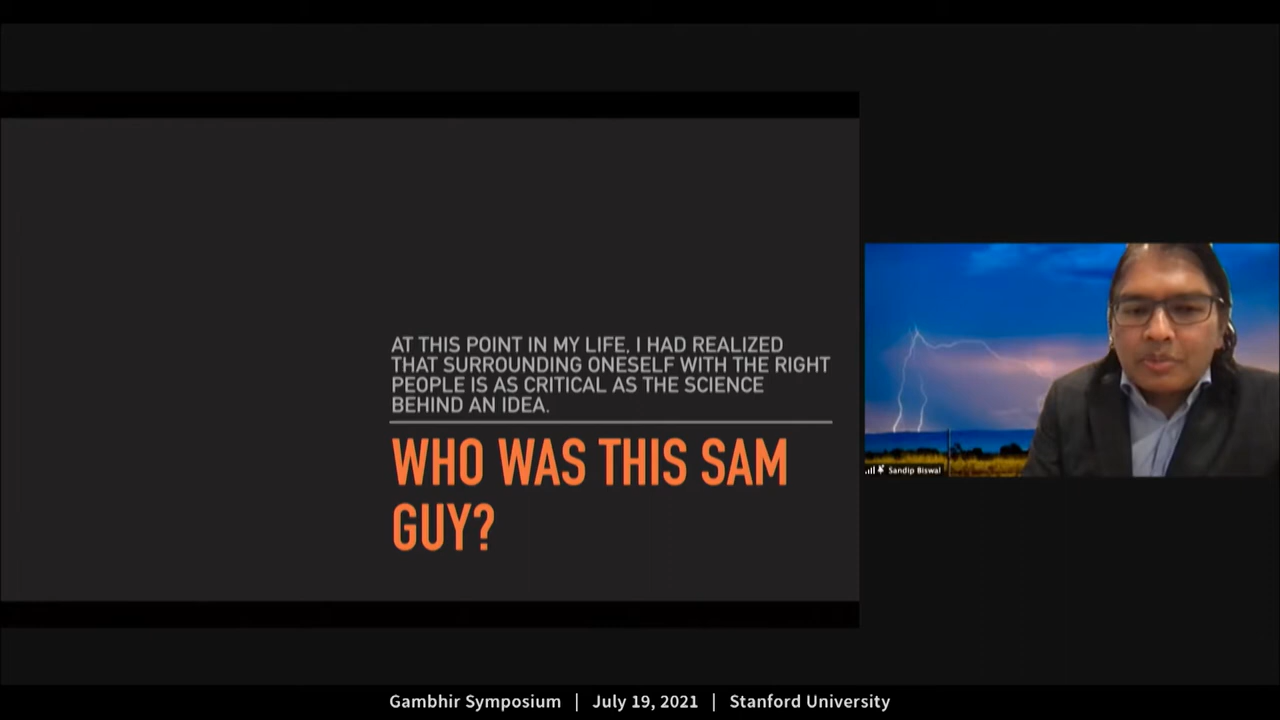 AT THIS POINT IN MY LIFE, I HAD REALIZED
THAT SURROUNDING ONESELF WITH THE RIGHT
PEOPLE IS AS CRITICAL AS THE SCIENCE
BEHIND AN IDEA.
WHO WAS THIS SAM
GUY?
Sandip Biswal
Gambhir Symposium | July 19, 2021 | Stanford University